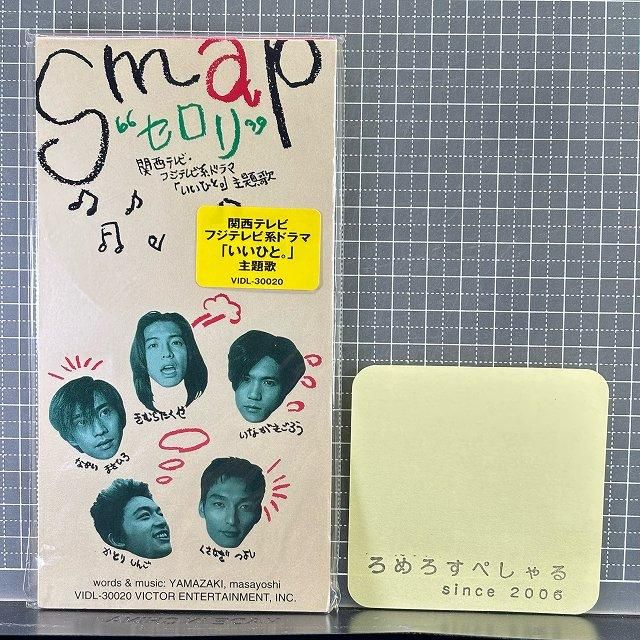 smap
“セロリ”
関西テレビ・
フジテレビ系ドラマ
「いいひと。」主題歌
関西テレビ
フジテレビ系ドラマ
「いいひと。」
主題歌
VIDL-30020
きむらたくや
いながきごろう
なかい まさひろ
かとりしんご
くさなぎ つよし
words & music: YAMAZAKI, masayoshi
VIDL-30020 VICTOR ENTERTAINMENT, INC.
ろめろすぺしゃる
since 2006